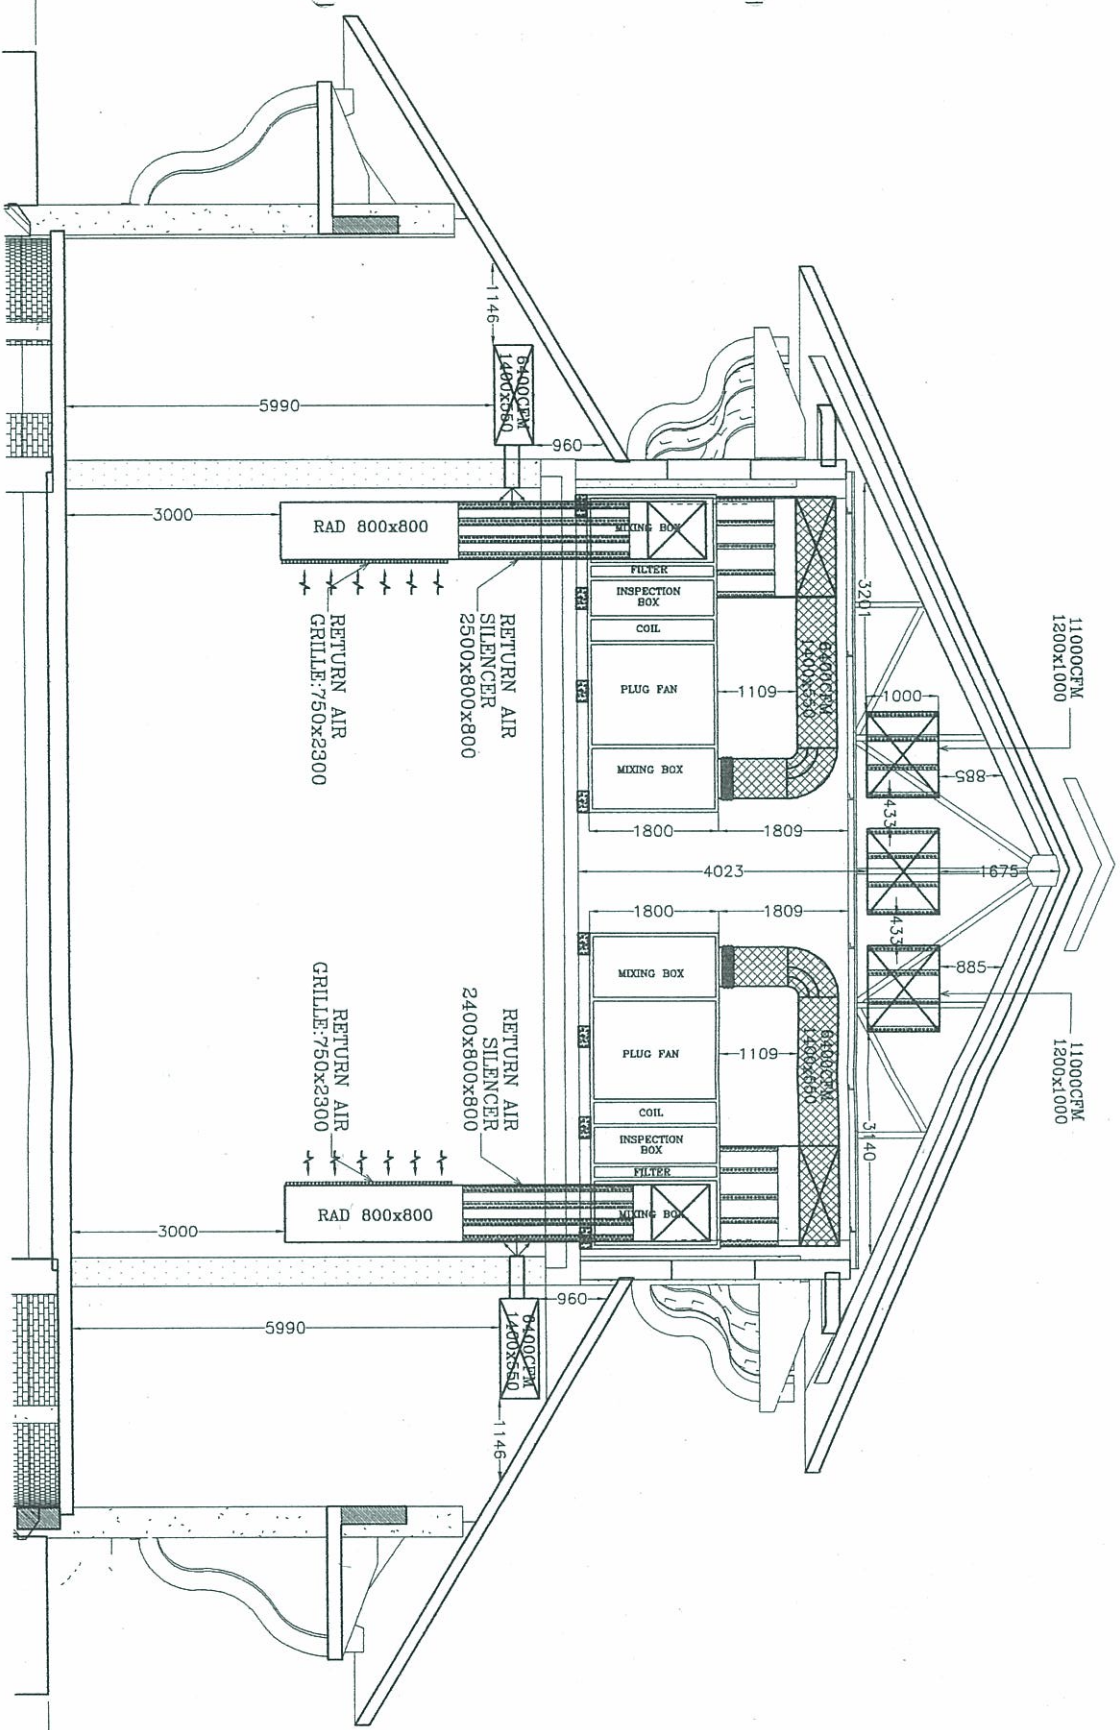 11000CFM
1200x1000
11000CFM
1200x1000
885
885
1675
1000
433
433
3201
3140
6400CFM
1400x550
6400CFM
1400x550
1109
1109
1809
1809
4023
1800
1800
MIXING BOX
FILTER
INSPECTION
BOX
COIL
PLUG FAN
MIXING BOX
MIXING BOX
PLUG FAN
COIL
INSPECTION
BOX
FILTER
MIXING BOX
960
960
6400CFM
1400x550
6400CFM
1400x550
1146
1146
RETURN AIR
SILENCER
2500x800x800
RETURN AIR
SILENCER
2400x800x800
RAD 800x800
RAD 800x800
RETURN AIR
GRILLE:750x2300
RETURN AIR
GRILLE:750x2300
5990
3000
3000
5990